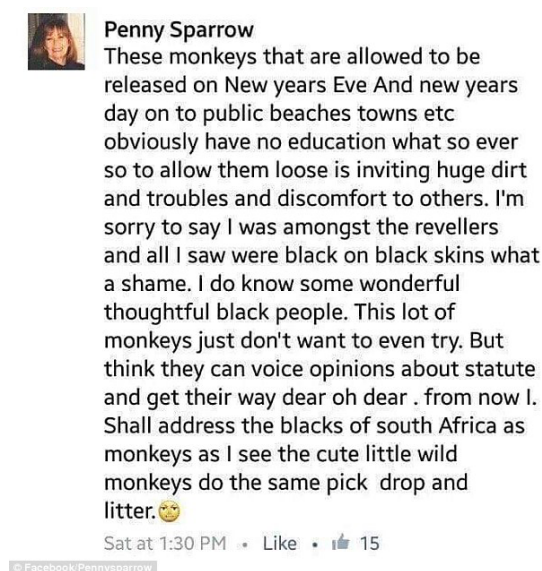 Penny Sparrow
These monkeys that are allowed to be
released on New years Eve And new years
day on to public beaches towns etc
obviously have no education what so ever
so to allow them loose is inviting huge dirt
and troubles and discomfort to others. I'm
sorry to say I was amongst the revellers
and all I saw were black on black skins what
a shame. I do know some wonderful
thoughtful black people. This lot of
monkeys just don't want to even try. But
think they can voice opinions about statute
and get their way dear oh dear . from now I.
Shall address the blacks of south Africa as
monkeys as I see the cute little wild
monkeys do the same pick  drop and
litter.
Sat at 1:30 PM • Like • 15
© Facebook/Pennysparrow